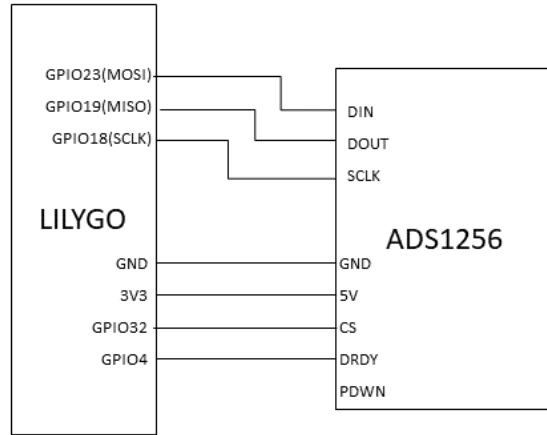 GPIO23(MOSI)
GPIO19(MISO)
GPIO18(SCLK)
LILYGO
GND
3V3
GPIO32
GPIO4
DIN
DOUT
SCLK
ADS1256
GND
5V
CS
DRDY
PDWN